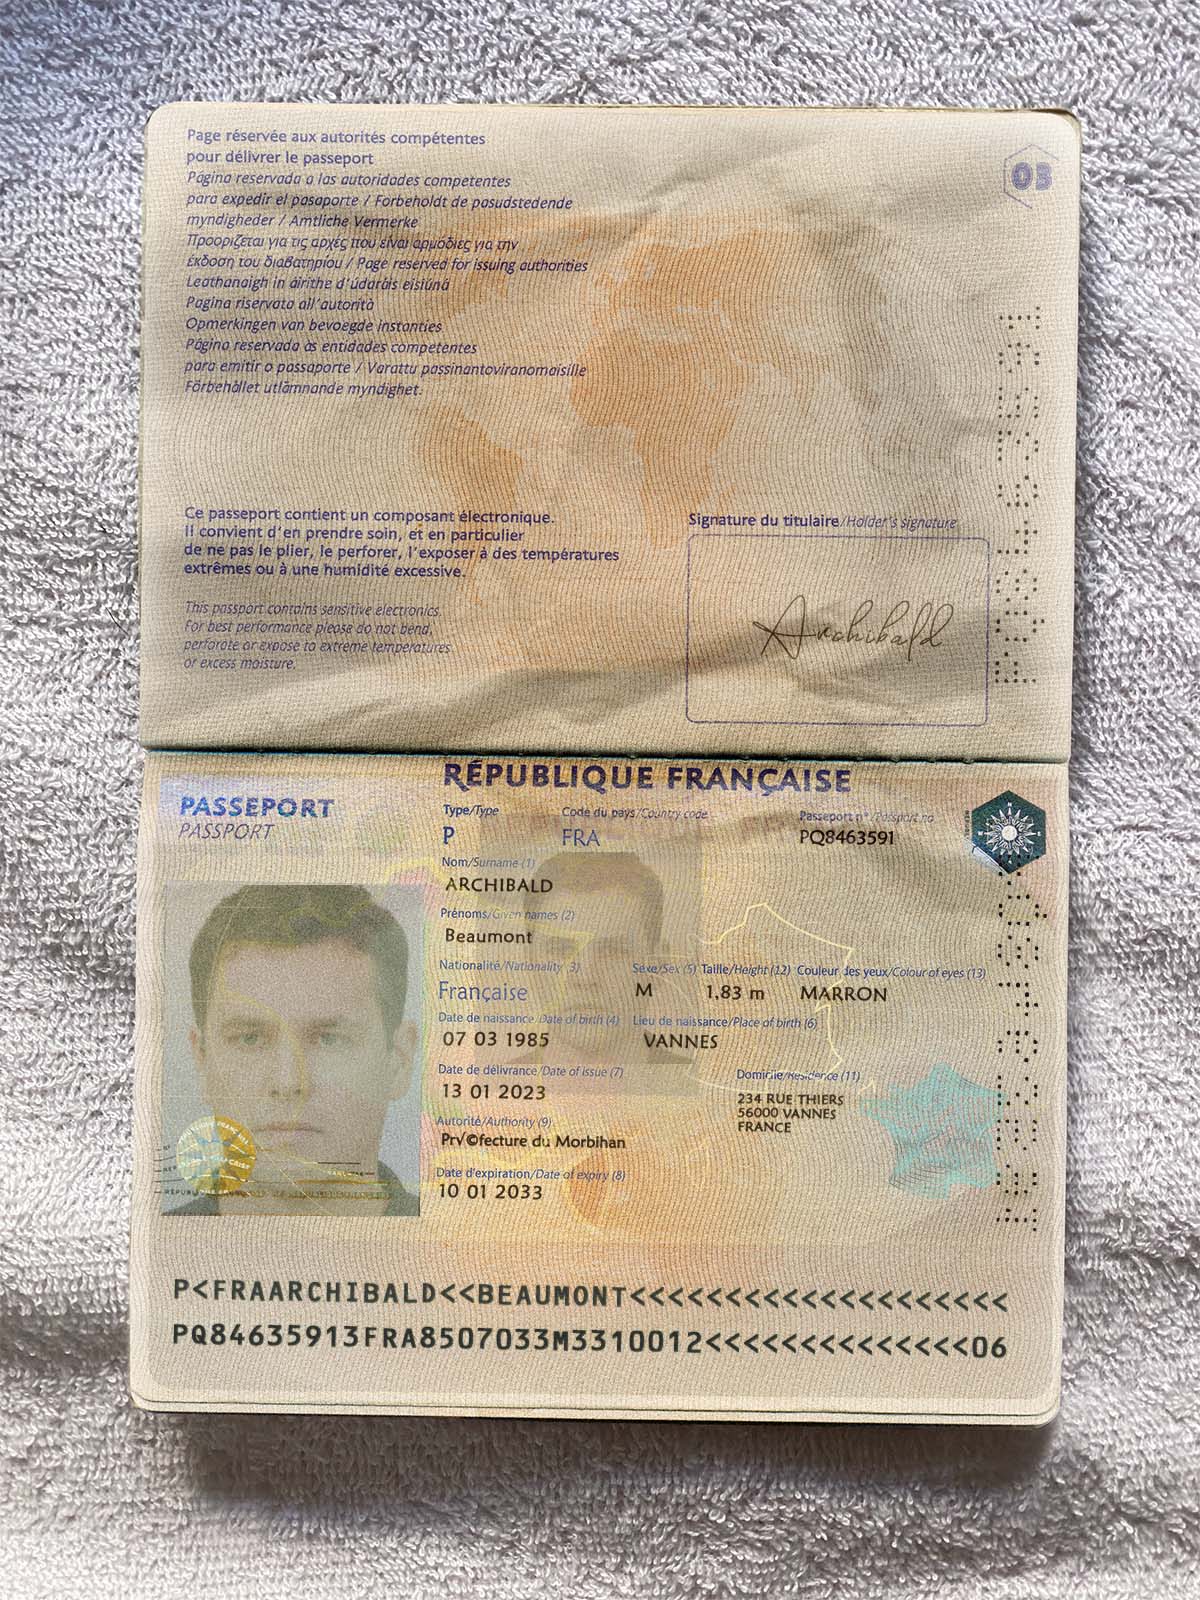 Page réservée aux autorités compétentes
pour délivrer le passeport
Pagina reservada a las autoridades competentes
para expedir el pasaporte / Forbeholdt de pasudstedende
myndigheder / Amtliche Vermerke
Προορίζεται για τις αρχές που είναι αρμόδιες για την
έκδοση του διαβατηρίου / Page reserved for issuing authorities
Leathanaigh in áirithe d'údaráis eisiúná
Pagina riservata all'autorità
Opmerkingen van bevoegde instanties
Página reservada às entidades competentes
para emitir o passaporte / Varattu passinantoviranomaisille
Förbehållet utlämnande myndighet.
03
Ce passeport contient un composant électronique.
Il convient d'en prendre soin, et en particulier
de ne pas le plier, le perforer, l'exposer à des températures
extrêmes ou à une humidité excessive.
This passport contains sensitive electronics.
For best performance please do not bend,
perforate or expose to extreme temperatures
or excess moisture.
Signature du titulaire/Holder's signature
Archibald
RÉPUBLIQUE FRANÇAISE
PASSEPORT
PASSPORT
Type/Type Code du pays/Country code Passeport n°/Passport no
P FRA PQ8463591
Nom/Surname (1)
ARCHIBALD
Prénoms/Given names (2)
Beaumont
Nationalité/Nationality (3) Sexe/Sex (5) Taille/Height (12) Couleur des yeux/Colour of eyes (13)
Française M 1,83 m MARRON
Date de naissance/Date of birth (4) Lieu de naissance/Place of birth (6)
07 03 1985 VANNES
Date de délivrance/Date of issue (7) Domicile/Residence (11)
13 01 2023 234 RUE THIERS
56000 VANNES
FRANCE
Autorité/Authority (9)
Prv©fecture du Morbihan
Date d'expiration/Date of expiry (8)
10 01 2033
P<FRAARCHIBALD<<BEAUMONT<<<<<<<<<<<<<<<<<<<<
PQ84635913FRA8507033M3310012<<<<<<<<<<<<<<06